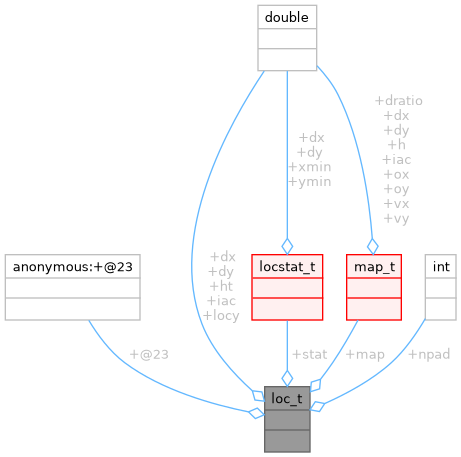 double
+dratio
+dx
+dy
+h
+iac
+ox
+oy
+vx
+vy
+dx
+dy
+xmin
+ymin
anonymous:+@23
locstat_t
map_t
int
+dx
+dy
+ht
+iac
+locy
+@23
+stat
+map
+npad
loc_t